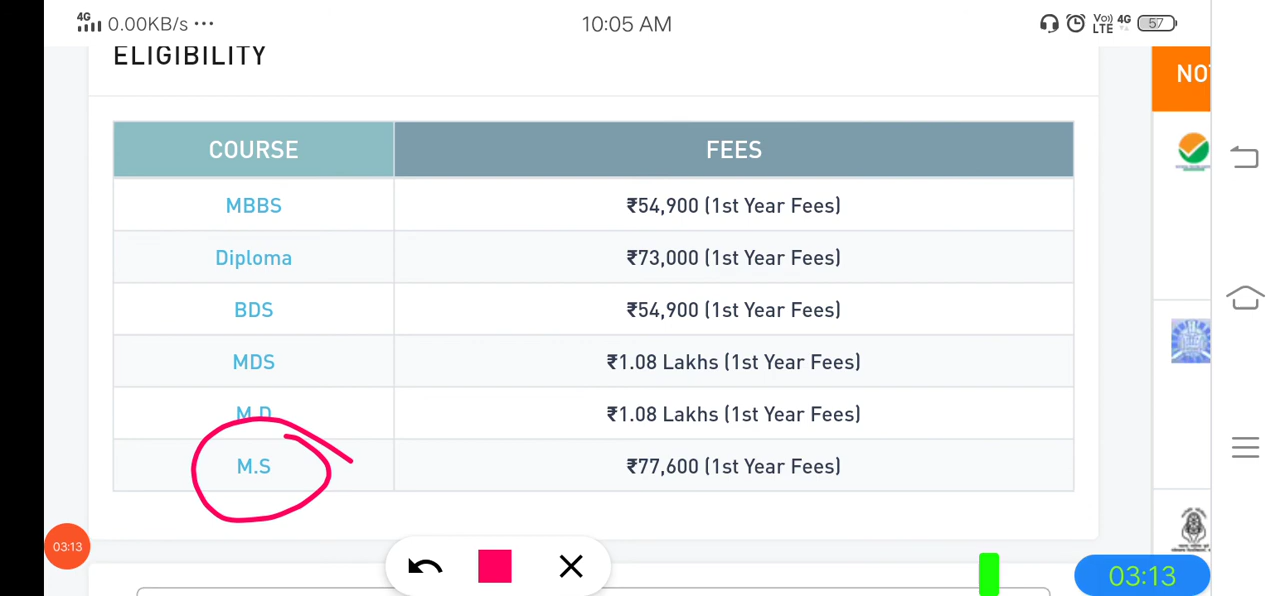 4G 0.00KB/s ... 10:05 AM Vo) LTE 4G 57
ELIGIBILITY
NOT
COURSE FEES
MBBS ₹54,900 (1st Year Fees)
Diploma ₹73,000 (1st Year Fees)
BDS ₹54,900 (1st Year Fees)
MDS ₹1.08 Lakhs (1st Year Fees)
M.D ₹1.08 Lakhs (1st Year Fees)
M.S ₹77,600 (1st Year Fees)
03:13
03:13